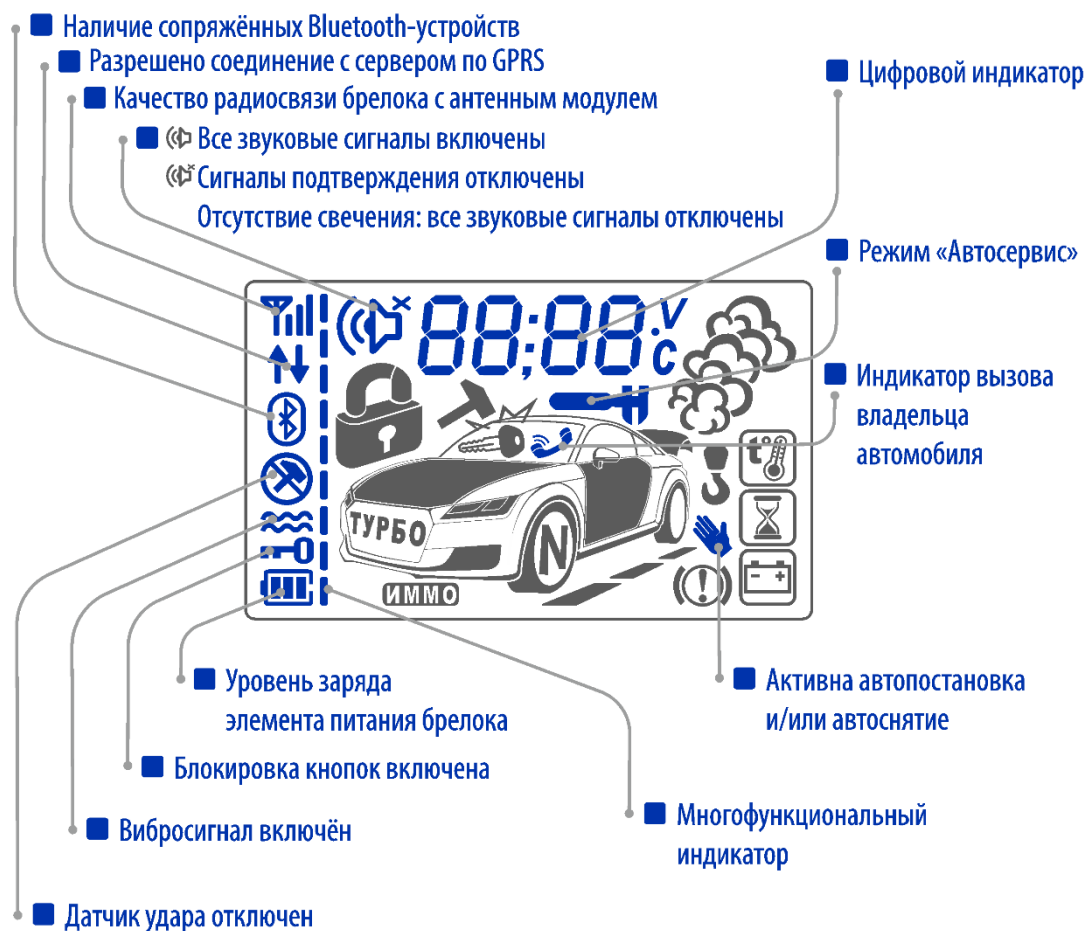 Наличие сопряжённых Bluetooth-устройств
Разрешено соединение с сервером по GPRS
Качество радиосвязи брелока с антенным модулем
Все звуковые сигналы включены
Сигналы подтверждения отключены
Отсутствие свечения: все звуковые сигналы отключены
Цифровой индикатор
Режим «Автосервис»
Индикатор вызова
владельца
автомобиля
88;88.V
C
t°
ТУРБО
N
ИММО
Уровень заряда
элемента питания брелока
Блокировка кнопок включена
Вибросигнал включён
Датчик удара отключен
Активна автопостановка
и/или автоснятие
Многофункциональный
индикатор